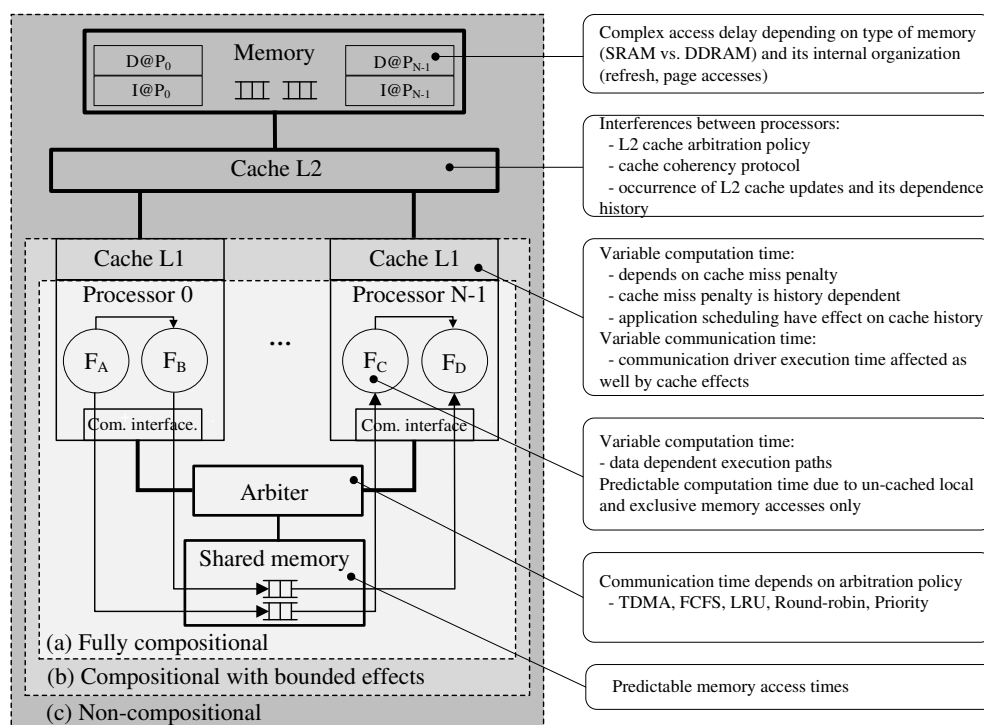 Memory
D@P0
I@P0
D@PN-1
I@PN-1
Cache L2
Cache L1
Cache L1
Processor 0
Processor N-1
...
FA
FB
FC
FD
Com. interface.
Com. interface
Arbiter
Shared memory
(a) Fully compositional
(b) Compositional with bounded effects
(c) Non-compositional
Complex access delay depending on type of memory
(SRAM vs. DDRAM) and its internal organization
(refresh, page accesses)
Interferences between processors:
- L2 cache arbitration policy
- cache coherency protocol
- occurrence of L2 cache updates and its dependence
history
Variable computation time:
- depends on cache miss penalty
- cache miss penalty is history dependent
- application scheduling have effect on cache history
Variable communication time:
- communication driver execution time affected as
well by cache effects
Variable computation time:
- data dependent execution paths
Predictable computation time due to un-cached local
and exclusive memory accesses only
Communication time depends on arbitration policy
- TDMA, FCFS, LRU, Round-robin, Priority
Predictable memory access times